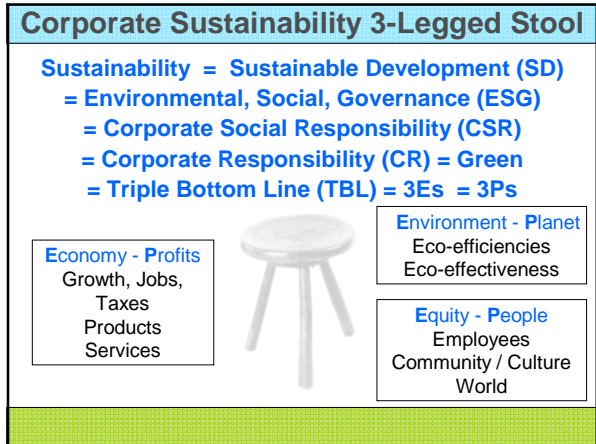 Corporate Sustainability 3-Legged Stool
Sustainability = Sustainable Development (SD)
= Environmental, Social, Governance (ESG)
= Corporate Social Responsibility (CSR)
= Corporate Responsibility (CR) = Green
= Triple Bottom Line (TBL) = 3Es = 3Ps
Economy - Profits
Growth, Jobs,
Taxes
Products
Services
Environment - Planet
Eco-efficiencies
Eco-effectiveness
Equity - People
Employees
Community / Culture
World